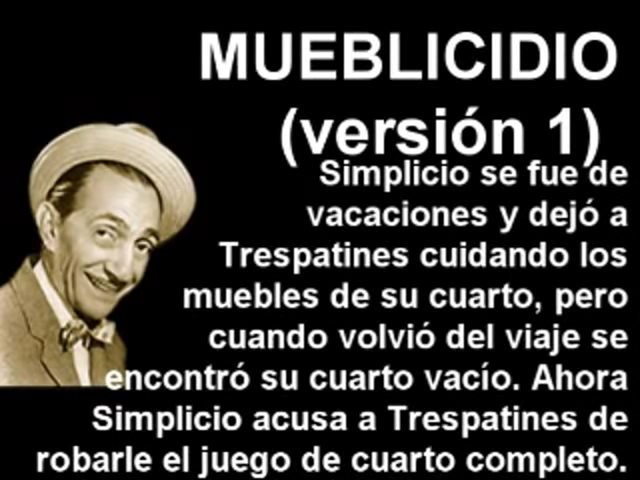 MUEBLICIDIO
(versión 1)
Simplicio se fue de
vacaciones y dejó a
Trespatines cuidando los
muebles de su cuarto, pero
cuando volvió del viaje se
encontró su cuarto vacío. Ahora
Simplicio acusa a Trespatines de
robarle el juego de cuarto completo.